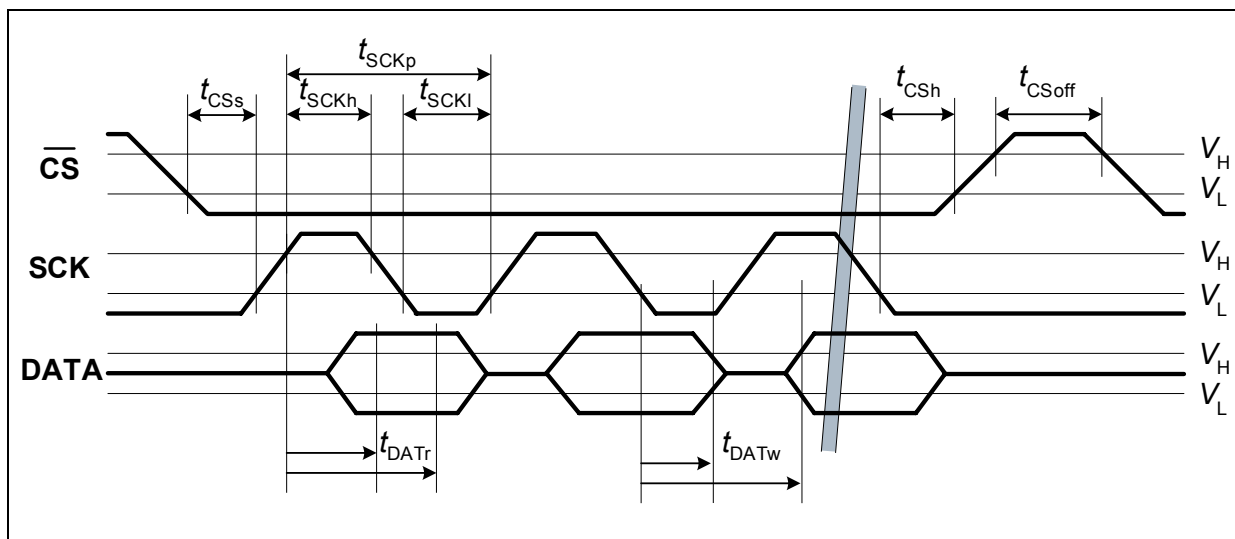 tSCKp
tCSs
tSCKh
tSCKl
tCSh
tCSoff
CS
VH
VL
SCK
VH
VL
DATA
VH
VL
tDATr
tDATw